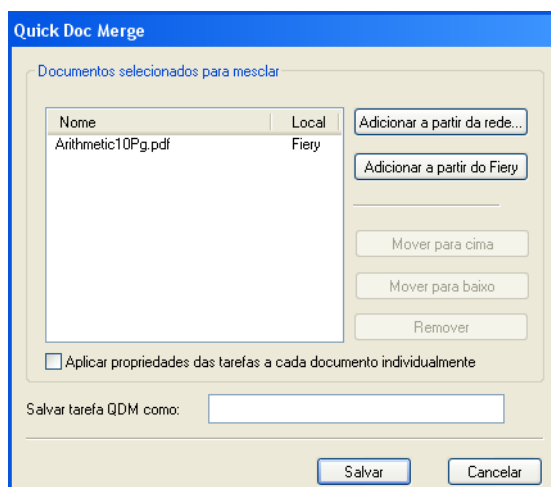 Quick Doc Merge
Documentos selecionados para mesclar
Nome Local
Arithmetic10Pg.pdf Fiery
Adicionar a partir da rede...
Adicionar a partir do Fiery
Mover para cima
Mover para baixo
Remover
Aplicar propriedades das tarefas a cada documento individualmente
Salvar tarefa QDM como:
Salvar Cancelar